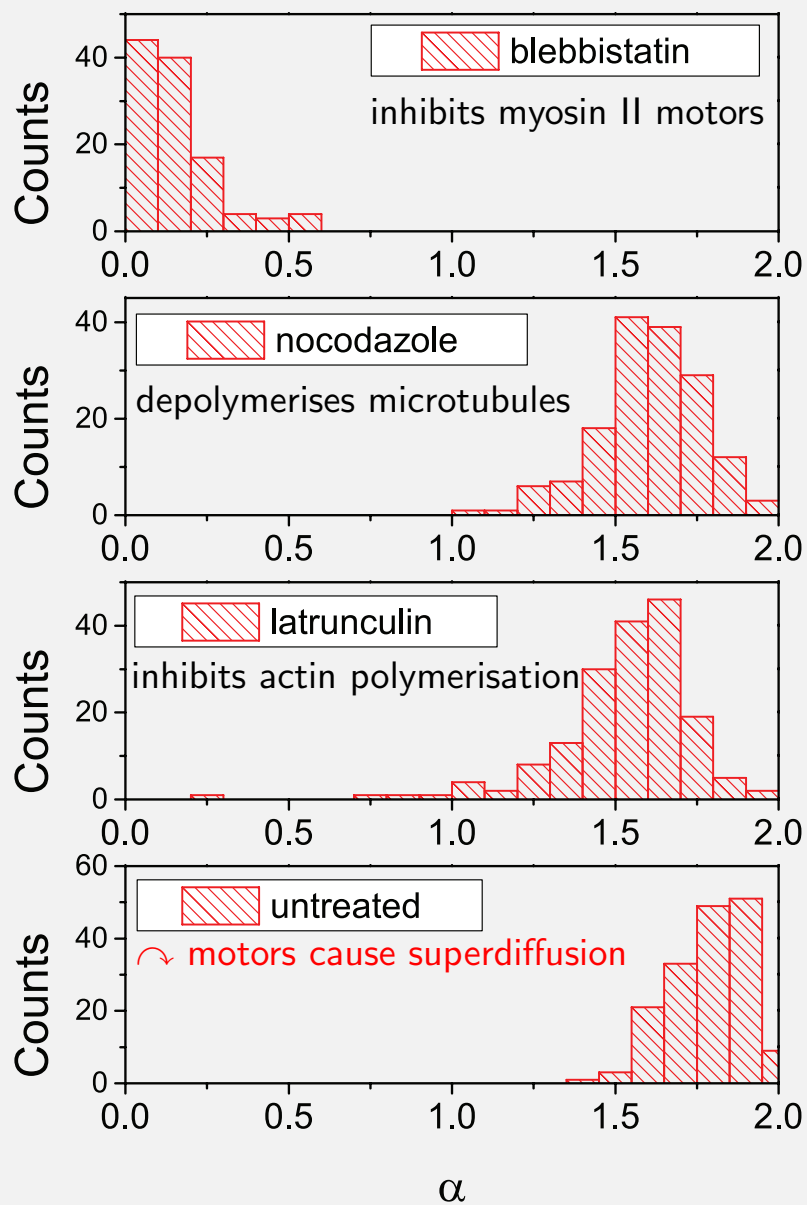 blebbistatin
inhibits myosin II motors
Counts
40
20
0
0.0 0.5 1.0 1.5 2.0
nocodazole
depolymerises microtubules
Counts
40
20
0
0.0 0.5 1.0 1.5 2.0
latrunculin
inhibits actin polymerisation
Counts
40
20
0
0.0 0.5 1.0 1.5 2.0
untreated
↷ motors cause superdiffusion
Counts
60
40
20
0
0.0 0.5 1.0 1.5 2.0
α